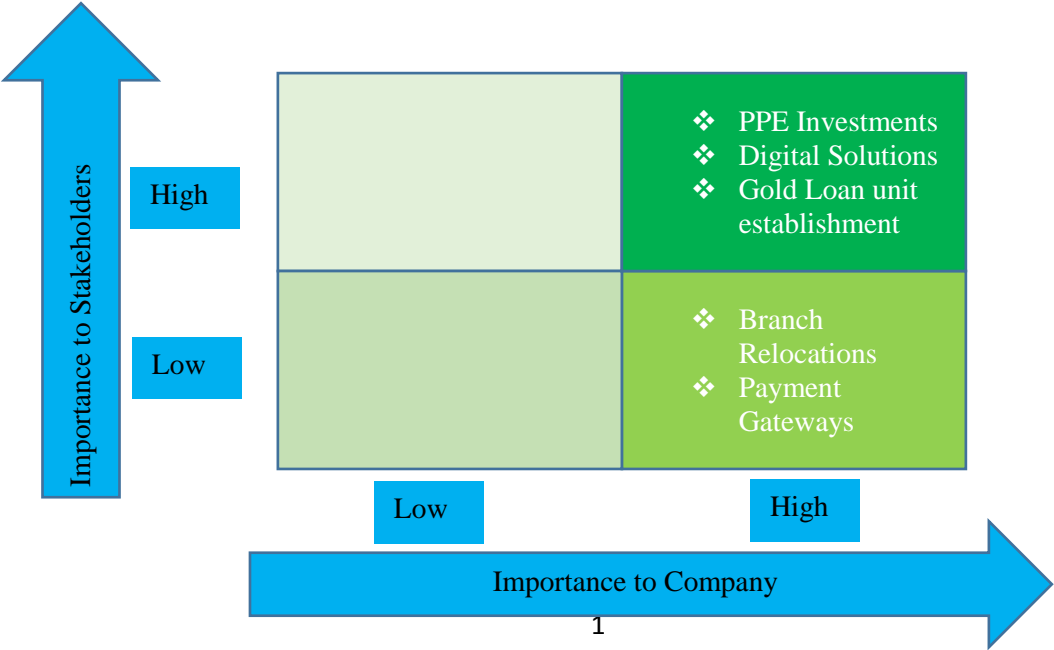 Importance to Stakeholders
High
❖ PPE Investments
❖ Digital Solutions
❖ Gold Loan unit
establishment
Low
❖ Branch
Relocations
❖ Payment
Gateways
Low
High
Importance to Company
1